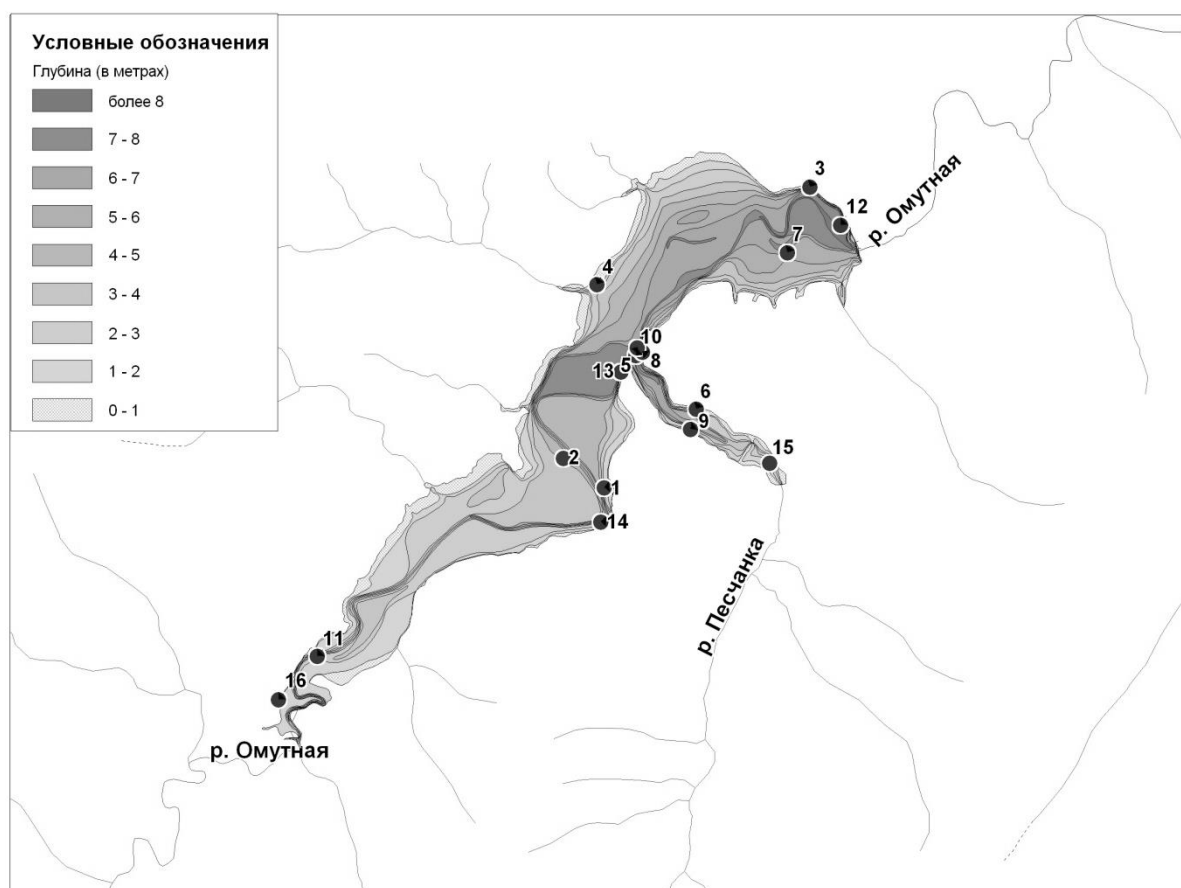 Условные обозначения
Глубина (в метрах)
более 8
7 - 8
6 - 7
5 - 6
4 - 5
3 - 4
2 - 3
1 - 2
0 - 1
3
12
р. Омутная
7
4
10
8
5
13
6
9
15
2
1
14
р. Песчанка
11
16
р. Омутная